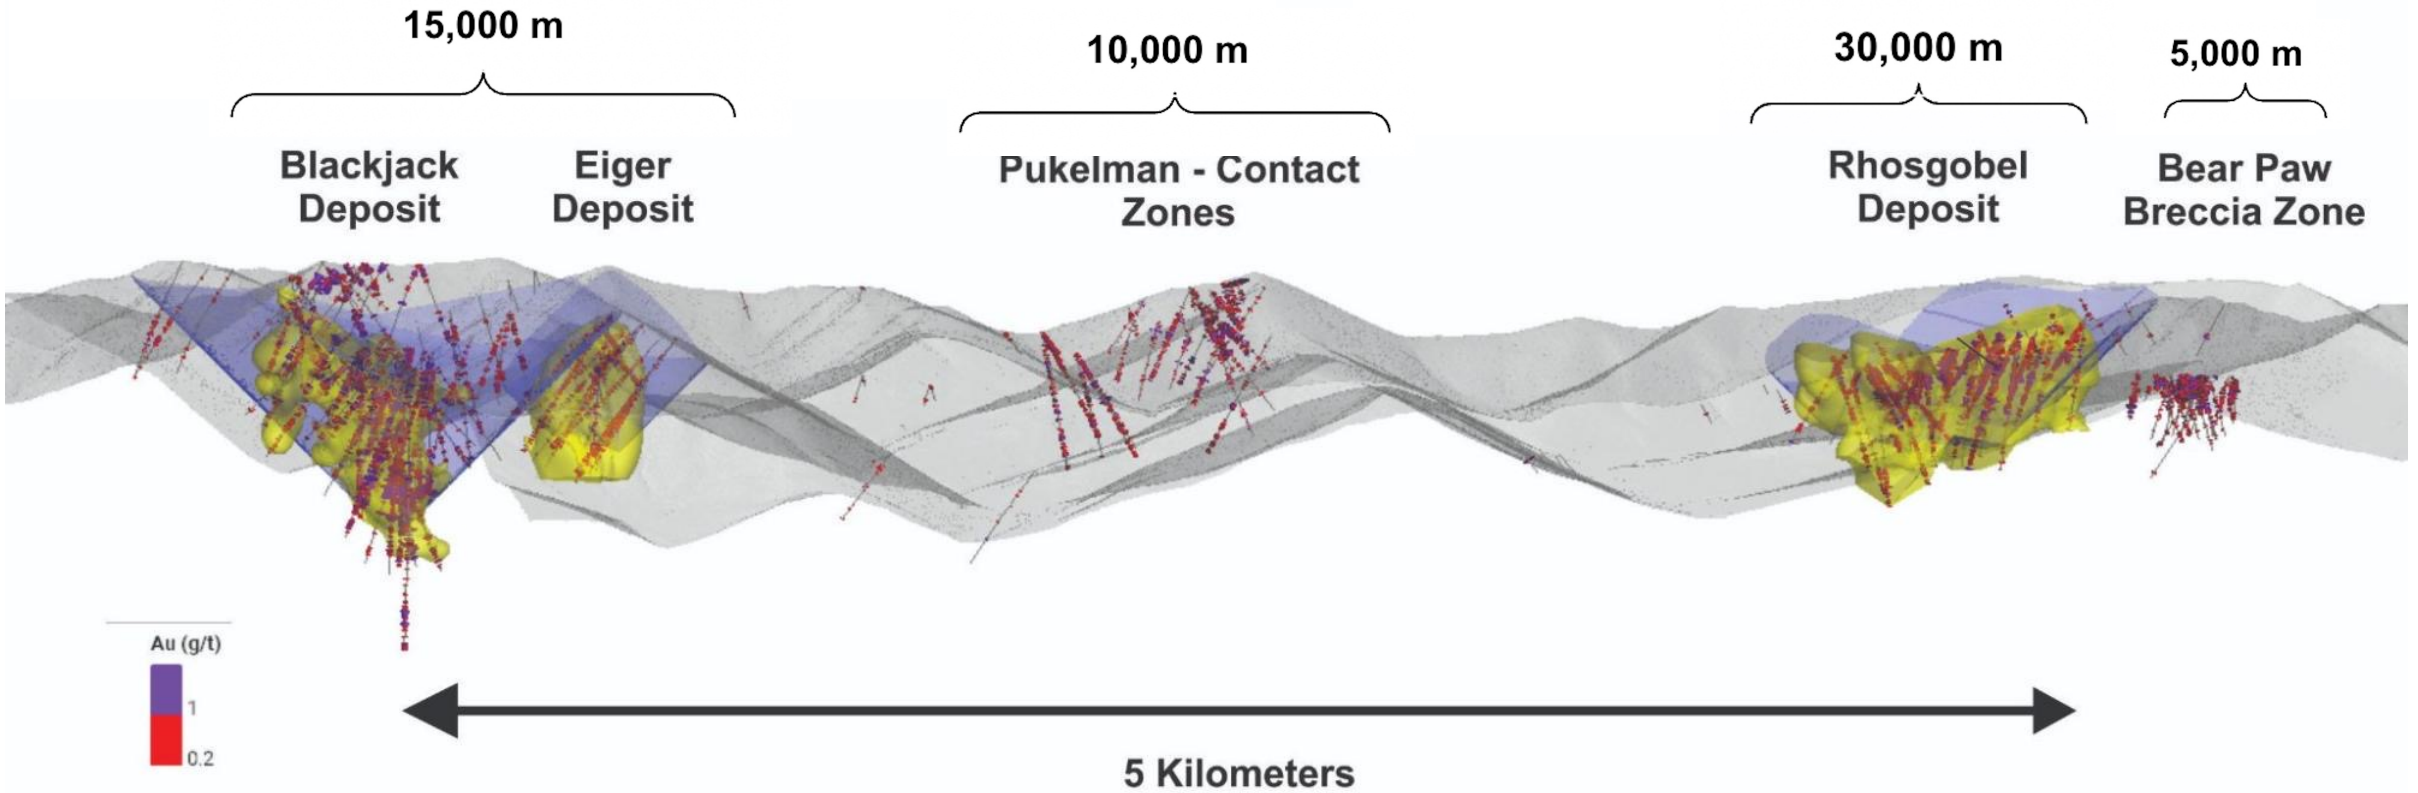 15,000 m
10,000 m
30,000 m
5,000 m
Blackjack
Deposit
Eiger
Deposit
Pukelman - Contact
Zones
Rhosgobel
Deposit
Bear Paw
Breccia Zone
Au (g/t)
1
0.2
5 Kilometers